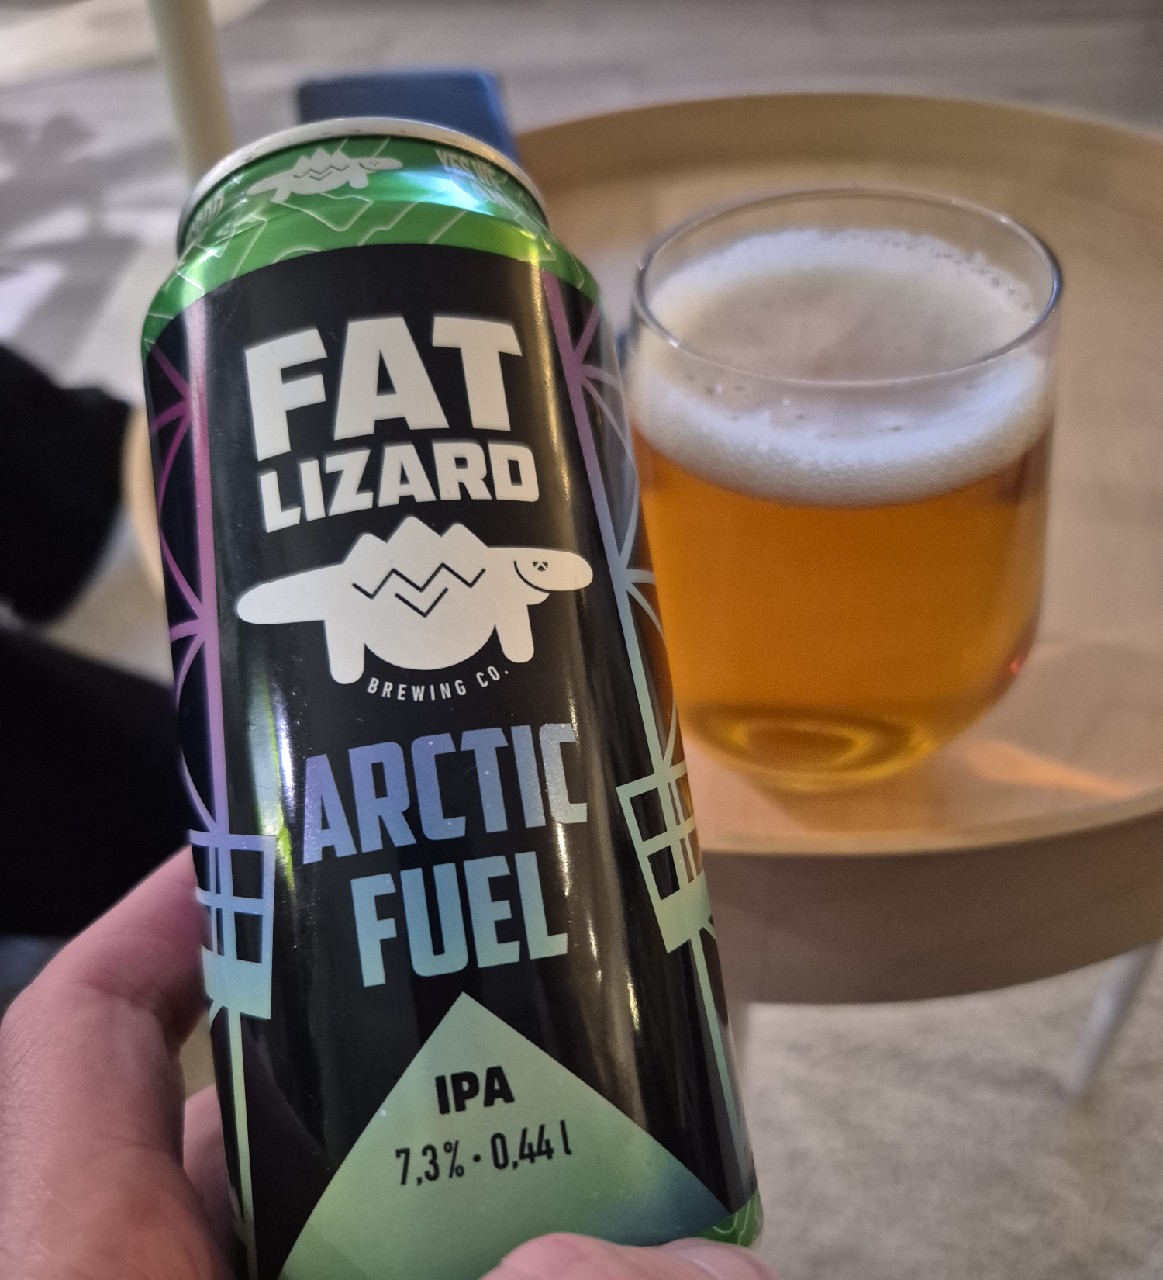 FAT
LIZARD
BREWING CO.
ARCTIC
FUEL
IPA
7,3% · 0,44 l